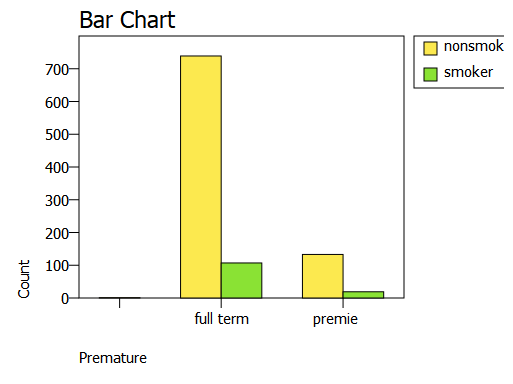 Bar Chart
nonsmok
smoker
700
600
500
400
300
200
100
0
Count
full term premie
Premature